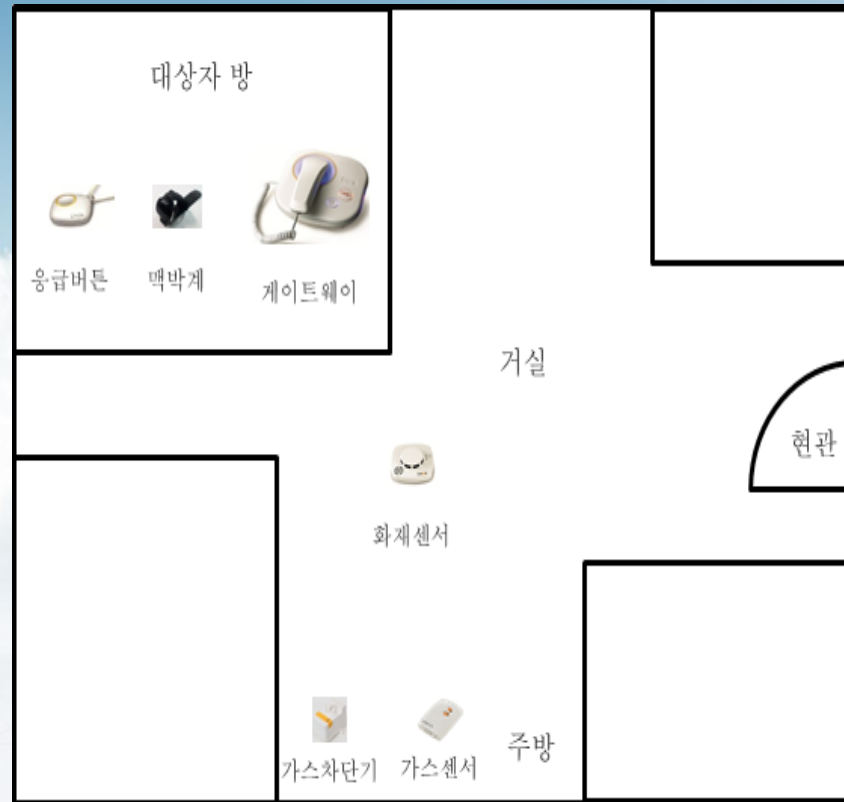 대상자 방
응급버튼
맥박계
게이트웨이
거실
현관
화재센서
가스차단기
가스센서
주방